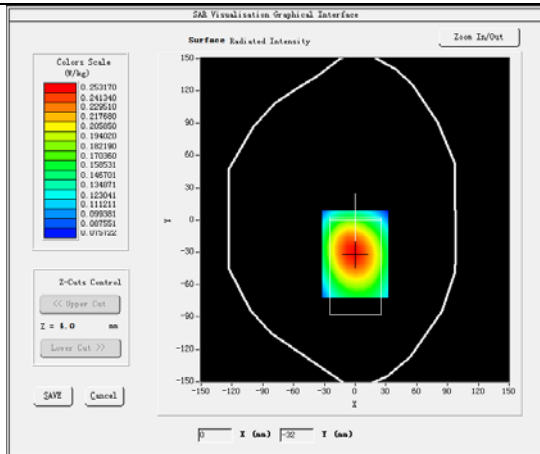 SAR Visualisation Graphical Interface
Surface Radiated Intensity
Zoom In/Out
Colors Scale
(W/kg)
0.253170
0.241340
0.229510
0.217680
0.205850
0.194020
0.182190
0.170360
0.158531
0.146701
0.134871
0.123041
0.111211
0.099381
0.087551
0.075722
150
120
90
60
30
0
-30
-60
-90
-120
-150
Y
-150 -120 -90 -60 -30 0 30 60 90 120 150
X
Z-Cuts Control
<< Upper Cut
Z = 4.0 mm
Lower Cut >>
SAVE Cancel
0 X (mm) -32 Y (mm)